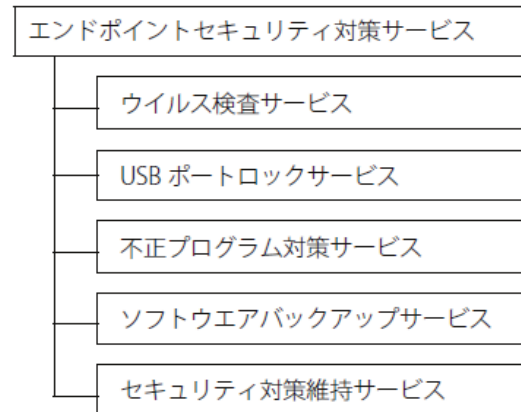 エンドポイントセキュリティ対策サービス
ウイルス検査サービス
USB ポートロックサービス
不正プログラム対策サービス
ソフトウエアバックアップサービス
セキュリティ対策維持サービス